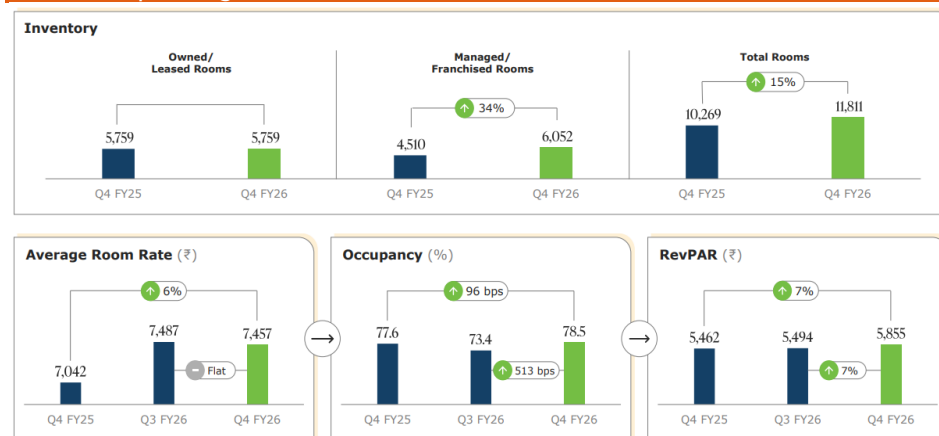 Inventory
Owned/
Leased Rooms
5,759
5,759
Q4 FY25
Q4 FY26
Managed/
Franchised Rooms
34%
4,510
6,052
Q4 FY25
Q4 FY26
Total Rooms
15%
10,269
11,811
Q4 FY25
Q4 FY26
Average Room Rate (₹)
6%
7,042
7,487
7,457
Flat
Q4 FY25
Q3 FY26
Q4 FY26
Occupancy (%)
96 bps
77.6
73.4
78.5
513 bps
Q4 FY25
Q3 FY26
Q4 FY26
RevPAR (₹)
7%
5,462
5,494
5,855
7%
Q4 FY25
Q3 FY26
Q4 FY26